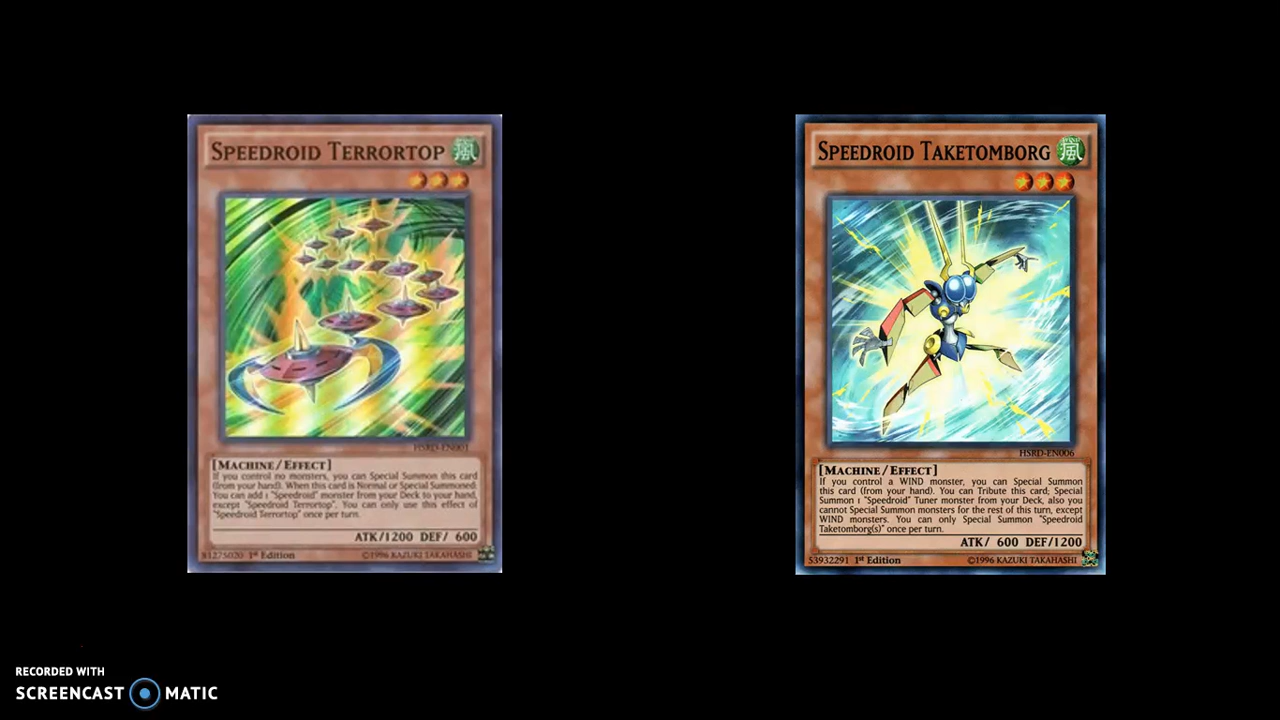 SPEEDROID TERRORTOP 風
HSRD-EN001
[MACHINE/EFFECT]
If you control no monsters, you can Special Summon this card
(from your hand). When this card is Normal or Special Summoned:
You can add 1 "Speedroid" monster from your Deck to your hand,
except "Speedroid Terrortop". You can only use this effect of
"Speedroid Terrortop" once per turn.
ATK/1200 DEF/ 600
81275020 1st Edition ©1996 KAZUKI TAKAHASHI
SPEEDROID TAKETOMBORG 風
HSRD-EN006
[MACHINE/EFFECT]
If you control a WIND monster, you can Special Summon
this card (from your hand). You can Tribute this card; Special
Summon 1 "Speedroid" Tuner monster from your Deck, also you
cannot Special Summon monsters for the rest of this turn, except
WIND monsters. You can only Special Summon "Speedroid
Taketomborg(s)" once per turn.
ATK/ 600 DEF/1200
53932291 1st Edition ©1996 KAZUKI TAKAHASHI
RECORDED WITH
SCREENCAST MATIC